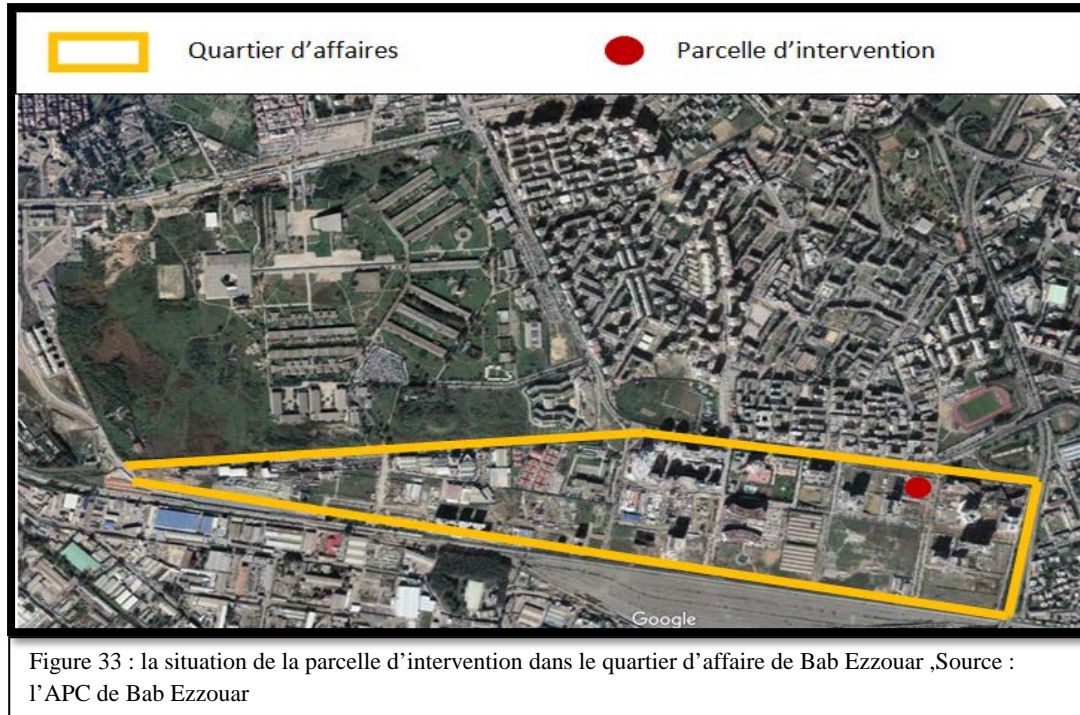 Quartier d'affaires
Parcelle d'intervention
Google
Figure 33 : la situation de la parcelle d'intervention dans le quartier d'affaire de Bab Ezzouar ,Source :
l'APC de Bab Ezzouar